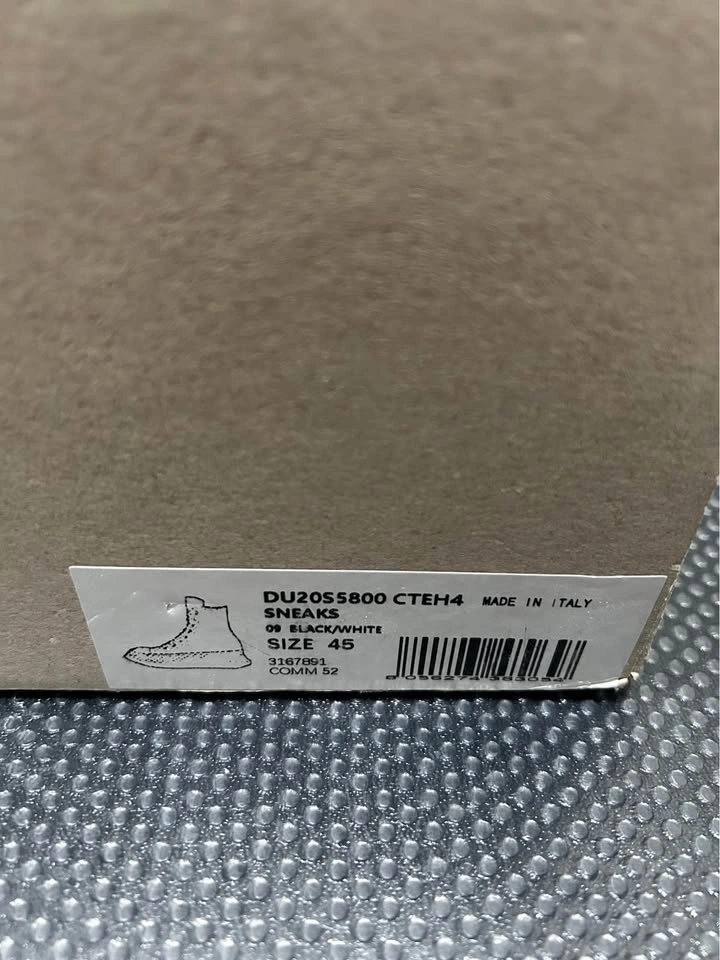 DU20S5800 CTEH4 MADE IN ITALY
SNEAKS
09 BLACK/WHITE
SIZE 45
3167891
COMM 52